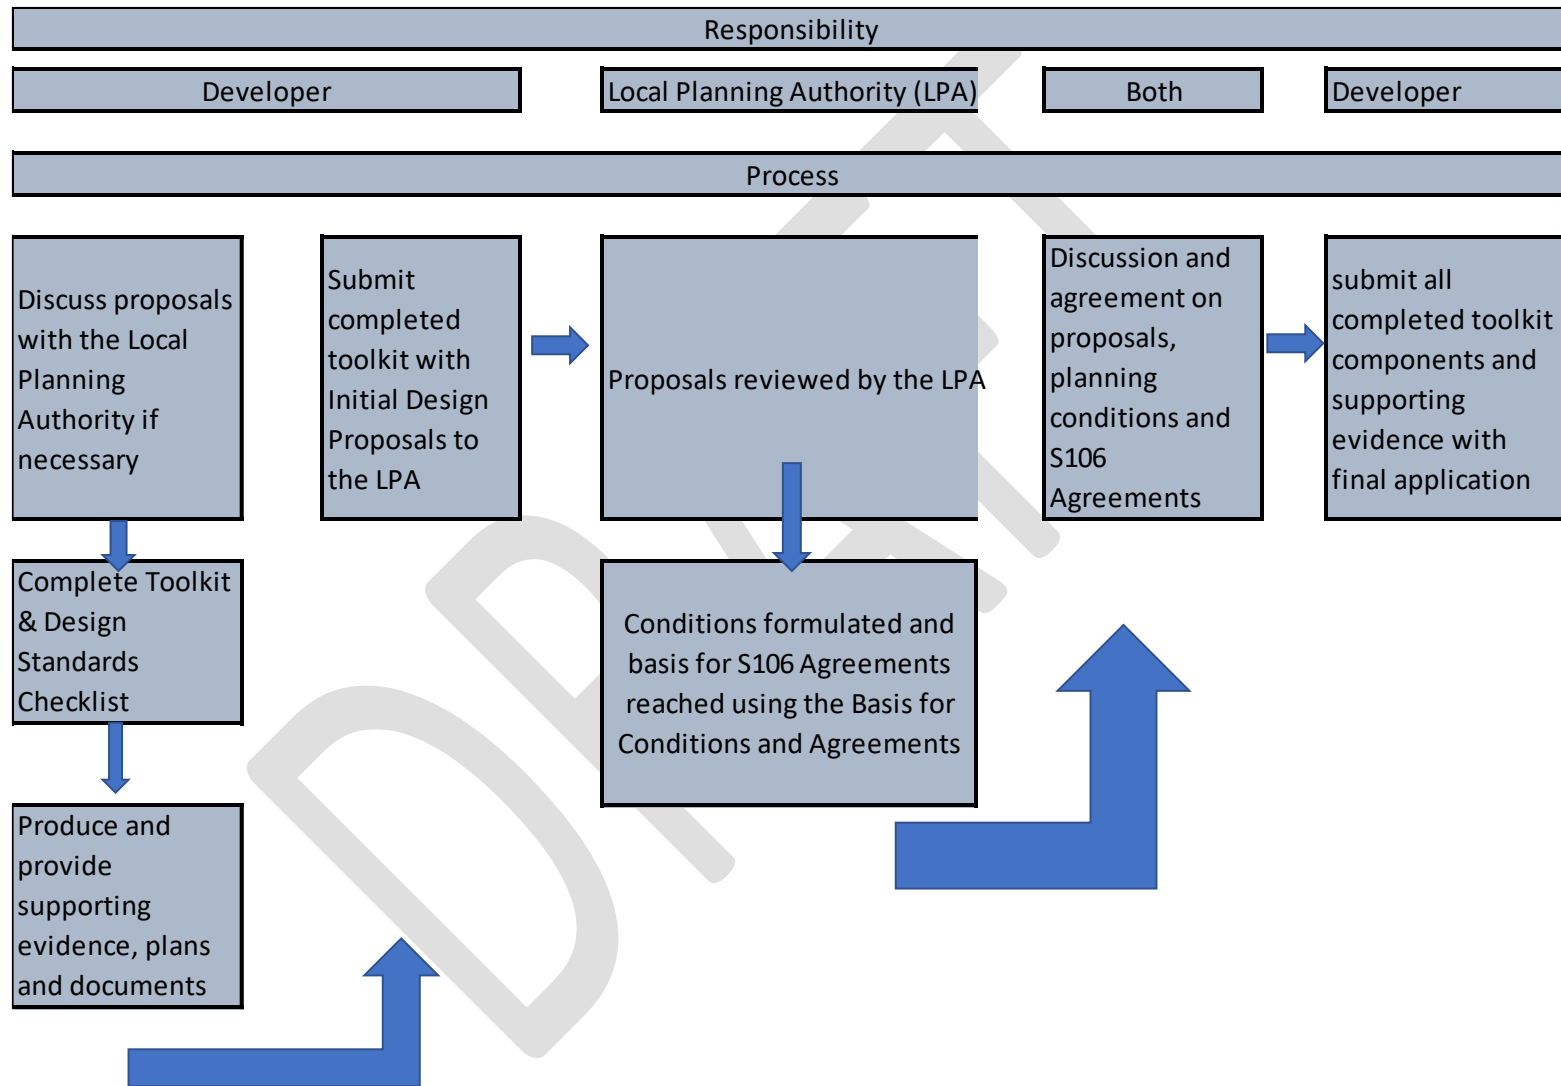 Responsibility
Developer
Local Planning Authority (LPA)
Both
Developer
Process
Discuss proposals
with the Local
Planning
Authority if
necessary
Submit
completed
toolkit with
Initial Design
Proposals to
the LPA
Proposals reviewed by the LPA
Discussion and
agreement on
proposals,
planning
conditions and
S106
Agreements
submit all
completed toolkit
components and
supporting
evidence with
final application
Complete Toolkit
& Design
Standards
Checklist
Conditions formulated and
basis for S106 Agreements
reached using the Basis for
Conditions and Agreements
Produce and
provide
supporting
evidence, plans
and documents
DRAFT